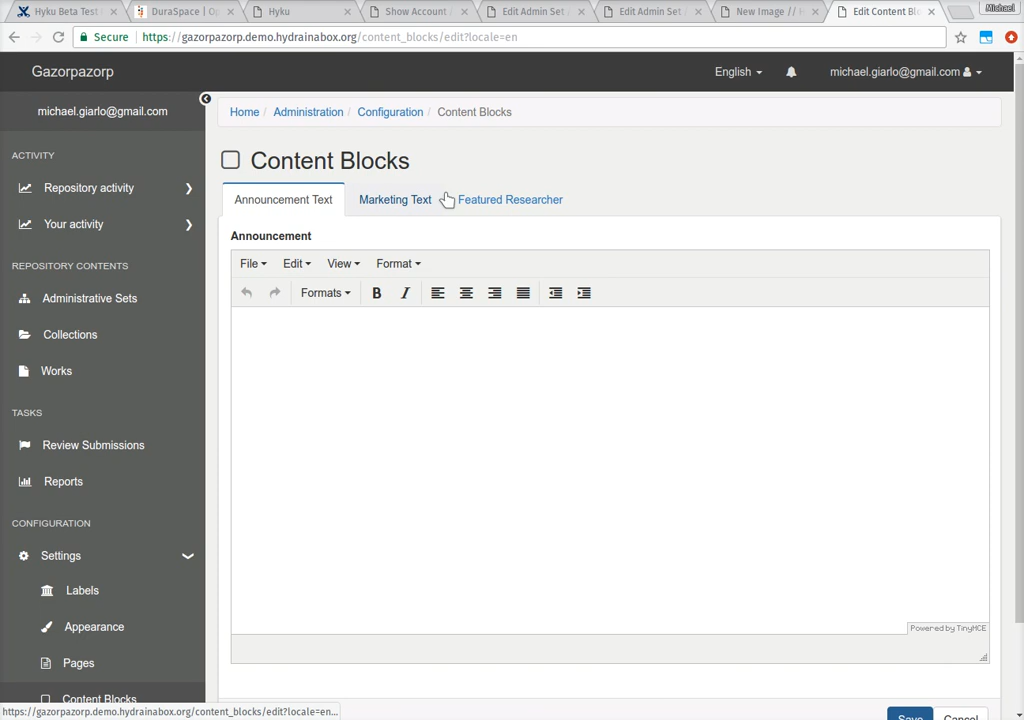 Hyku Beta Test
DuraSpace | Op
Hyku
Show Account
Edit Admin Set
Edit Admin Set
New Image // H
Edit Content Blo
Michael
Secure https://gazorpazorp.demo.hydrainabox.org/content_blocks/edit?locale=en
Gazorpazorp
English
michael.giarlo@gmail.com
michael.giarlo@gmail.com
Home / Administration / Configuration / Content Blocks
ACTIVITY
Repository activity
Your activity
REPOSITORY CONTENTS
Administrative Sets
Collections
Works
TASKS
Review Submissions
Reports
CONFIGURATION
Settings
Labels
Appearance
Pages
Content Blocks
Content Blocks
Announcement Text Marketing Text Featured Researcher
Announcement
File Edit View Format
Formats B I
Powered by TinyMCE
Save Cancel
https://gazorpazorp.demo.hydrainabox.org/content_blocks/edit?locale=en...